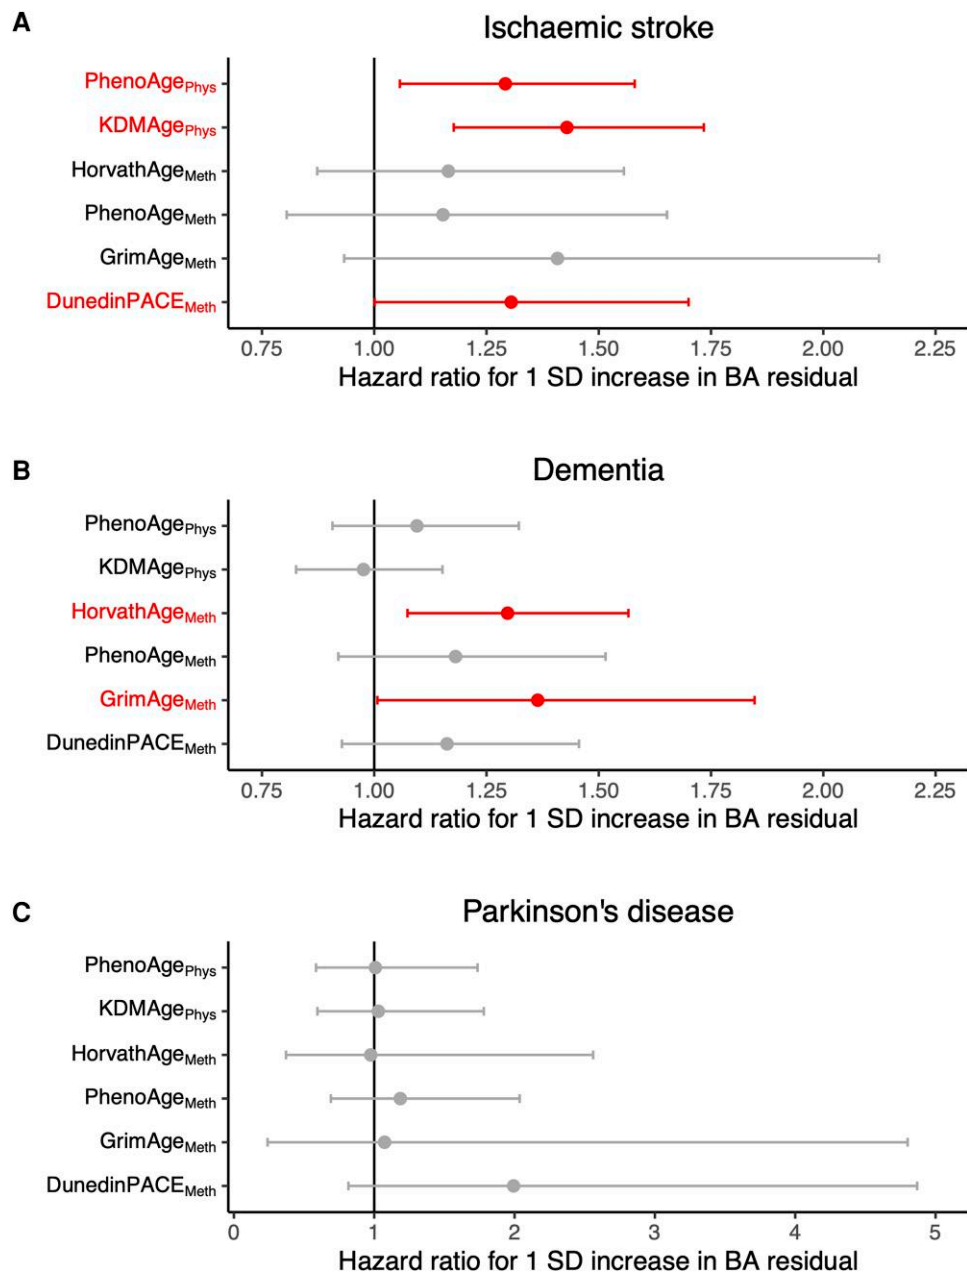 A
Ischaemic stroke
PhenoAgePhys
KDMAgePhys
HorvathAgeMeth
PhenoAgeMeth
GrimAgeMeth
DunedinPACEMeth
0.75 1.00 1.25 1.50 1.75 2.00 2.25
Hazard ratio for 1 SD increase in BA residual
B
Dementia
PhenoAgePhys
KDMAgePhys
HorvathAgeMeth
PhenoAgeMeth
GrimAgeMeth
DunedinPACEMeth
0.75 1.00 1.25 1.50 1.75 2.00 2.25
Hazard ratio for 1 SD increase in BA residual
C
Parkinson's disease
PhenoAgePhys
KDMAgePhys
HorvathAgeMeth
PhenoAgeMeth
GrimAgeMeth
DunedinPACEMeth
0 1 2 3 4 5
Hazard ratio for 1 SD increase in BA residual